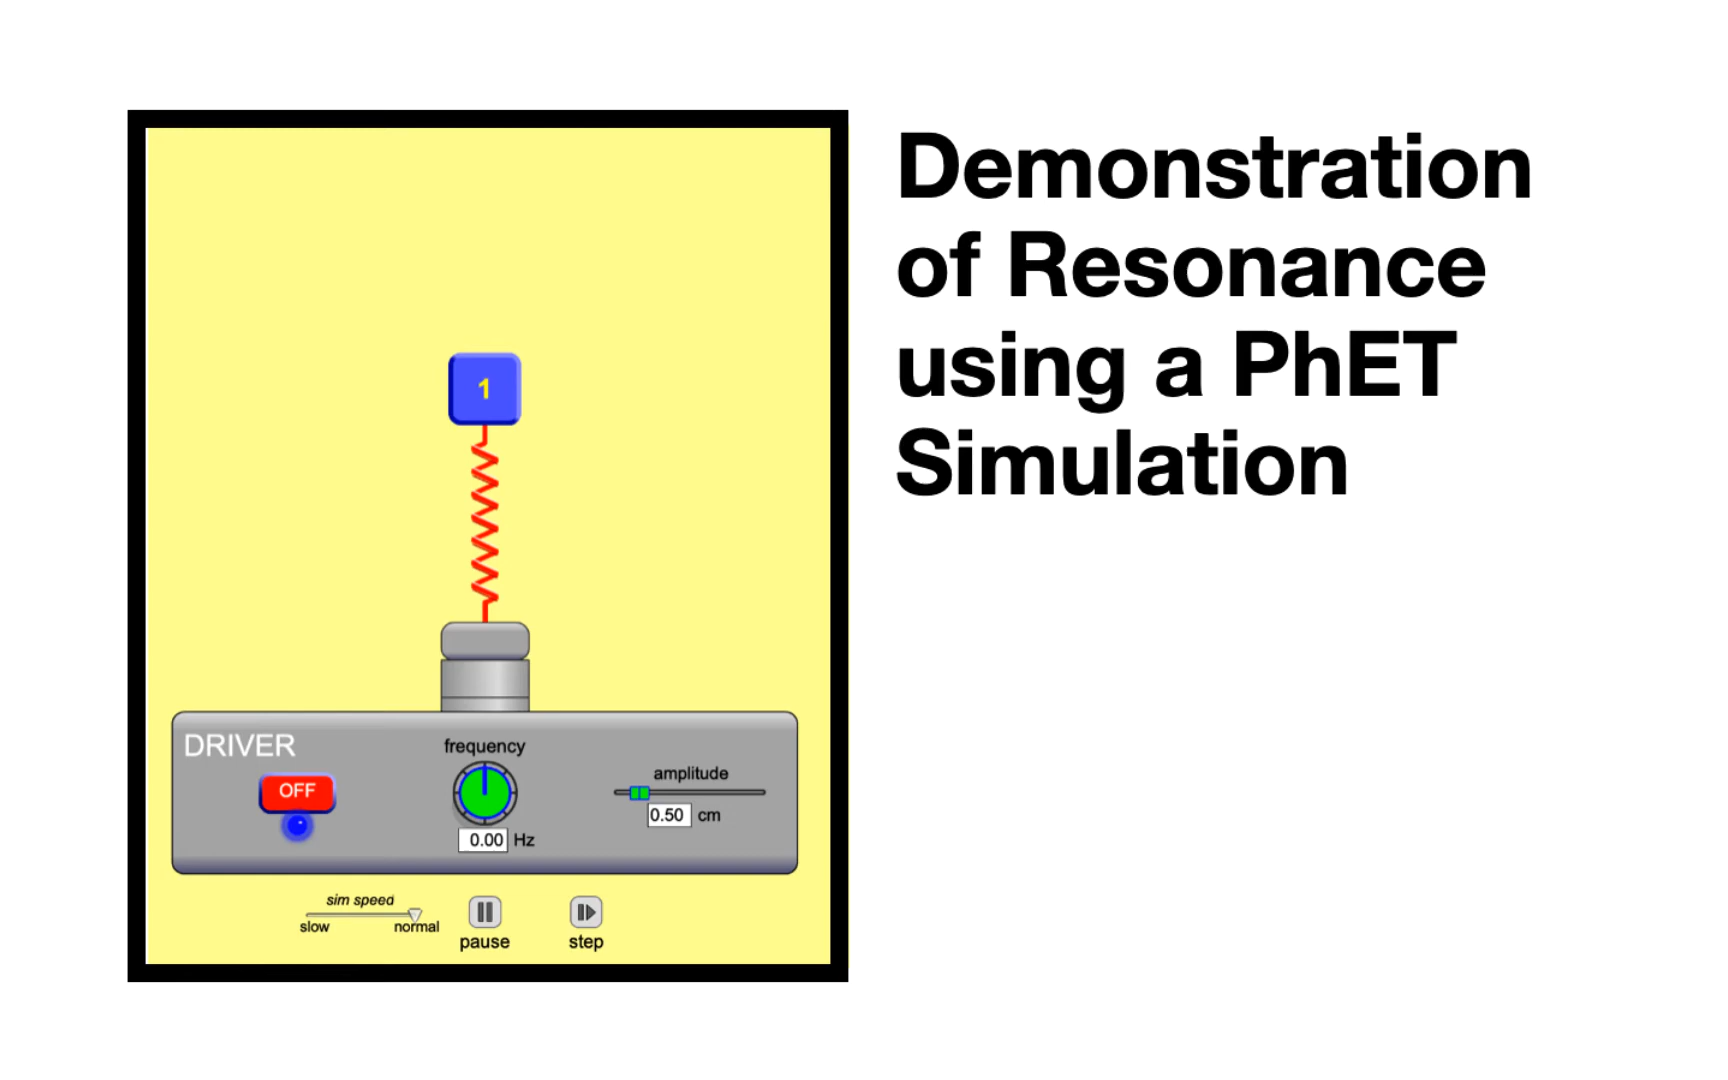 Demonstration
of Resonance
using a PhET
Simulation
1
DRIVER
OFF
frequency
0.00 Hz
amplitude
0.50 cm
sim speed
slow normal
pause
step